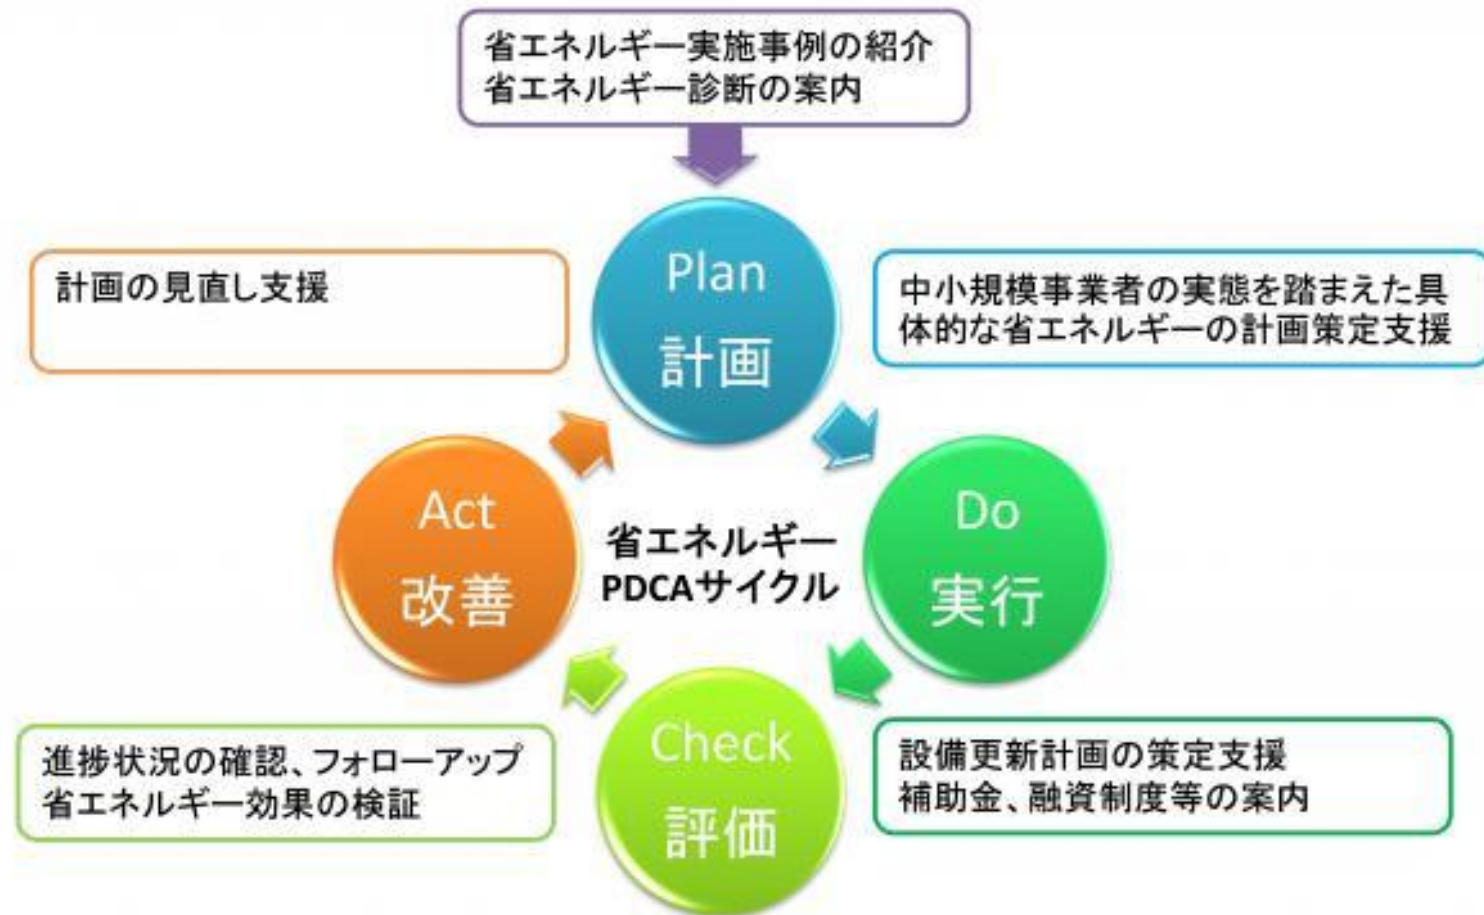 省エネルギー実施事例の紹介
省エネルギー診断の案内
Plan
計画
計画の見直し支援
中小規模事業者の実態を踏まえた具
体的な省エネルギーの計画策定支援
Act
改善
省エネルギー
PDCAサイクル
Do
実行
Check
評価
進捗状況の確認、フォローアップ
省エネルギー効果の検証
設備更新計画の策定支援
補助金、融資制度等の案内